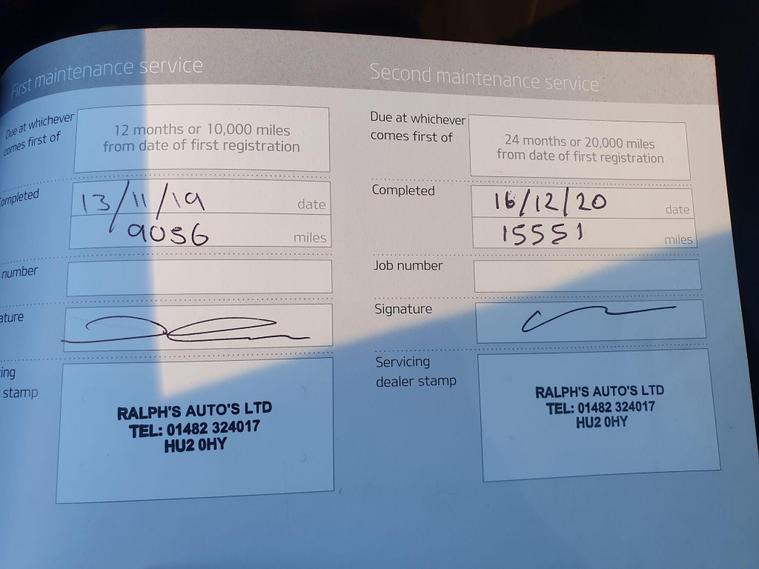 First maintenance service
Due at whichever
comes first of
12 months or 10,000 miles
from date of first registration
ompleted
13/11/19
date
9056
miles
number
ature
ing
stamp
RALPH'S AUTO'S LTD
TEL: 01482 324017
HU2 0HY
Second maintenance service
Due at whichever
comes first of
24 months or 20,000 miles
from date of first registration
Completed
16/12/20
date
15551
miles
Job number
Signature
Servicing
dealer stamp
RALPH'S AUTO'S LTD
TEL: 01482 324017
HU2 0HY